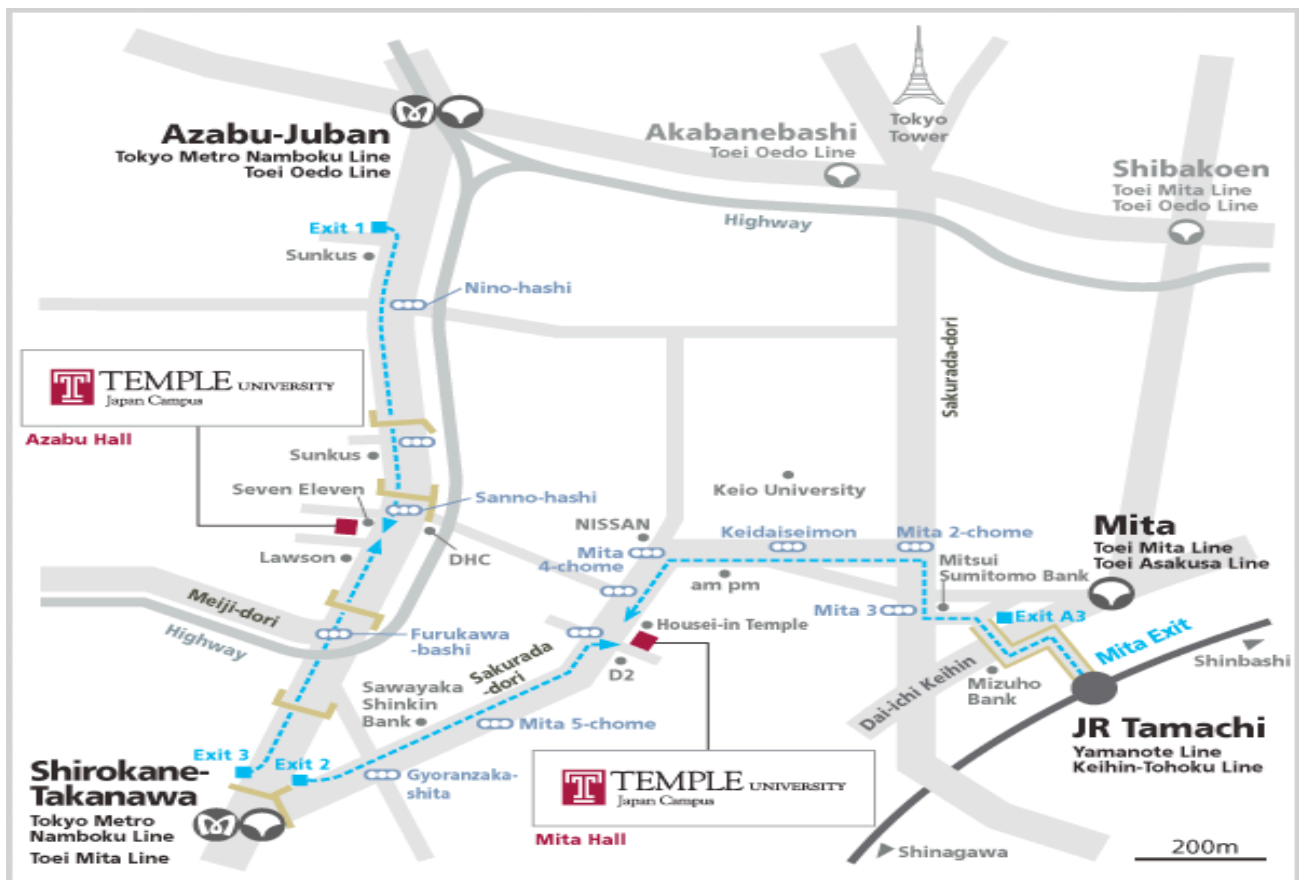 Tokyo
Tower
Azabu-Juban
Tokyo Metro Namboku Line
Toei Oedo Line
Akabanebashi
Toei Oedo Line
Shibakoen
Toei Mita Line
Toei Oedo Line
Highway
Exit 1
Sunkus
Nino-hashi
Sakurada-dori
T TEMPLE UNIVERSITY
Japan Campus
Azabu Hall
Sunkus
Seven Eleven
Sanno-hashi
Keio University
NISSAN
Keidaiseimon
Mita 2-chome
Mita
Toei Mita Line
Toei Asakusa Line
Lawson
DHC
Mita
4-chome
am pm
Mitsui
Sumitomo Bank
Meiji-dori
Highway
Furukawa
-bashi
Housei-in Temple
Mita 3
Exit A3
Mita Exit
Shinbashi
Sakurada
-dori
D2
Sawayaka
Shinkin
Bank
Mita 5-chome
Dai-ichi Keihin
Mizuho
Bank
JR Tamachi
Yamanote Line
Keihin-Tohoku Line
Exit 3
Exit 2
Gyoranzaka-
shita
Shirokane-
Takanawa
Tokyo Metro
Namboku Line
Toei Mita Line
T TEMPLE UNIVERSITY
Japan Campus
Mita Hall
Shinagawa
200m